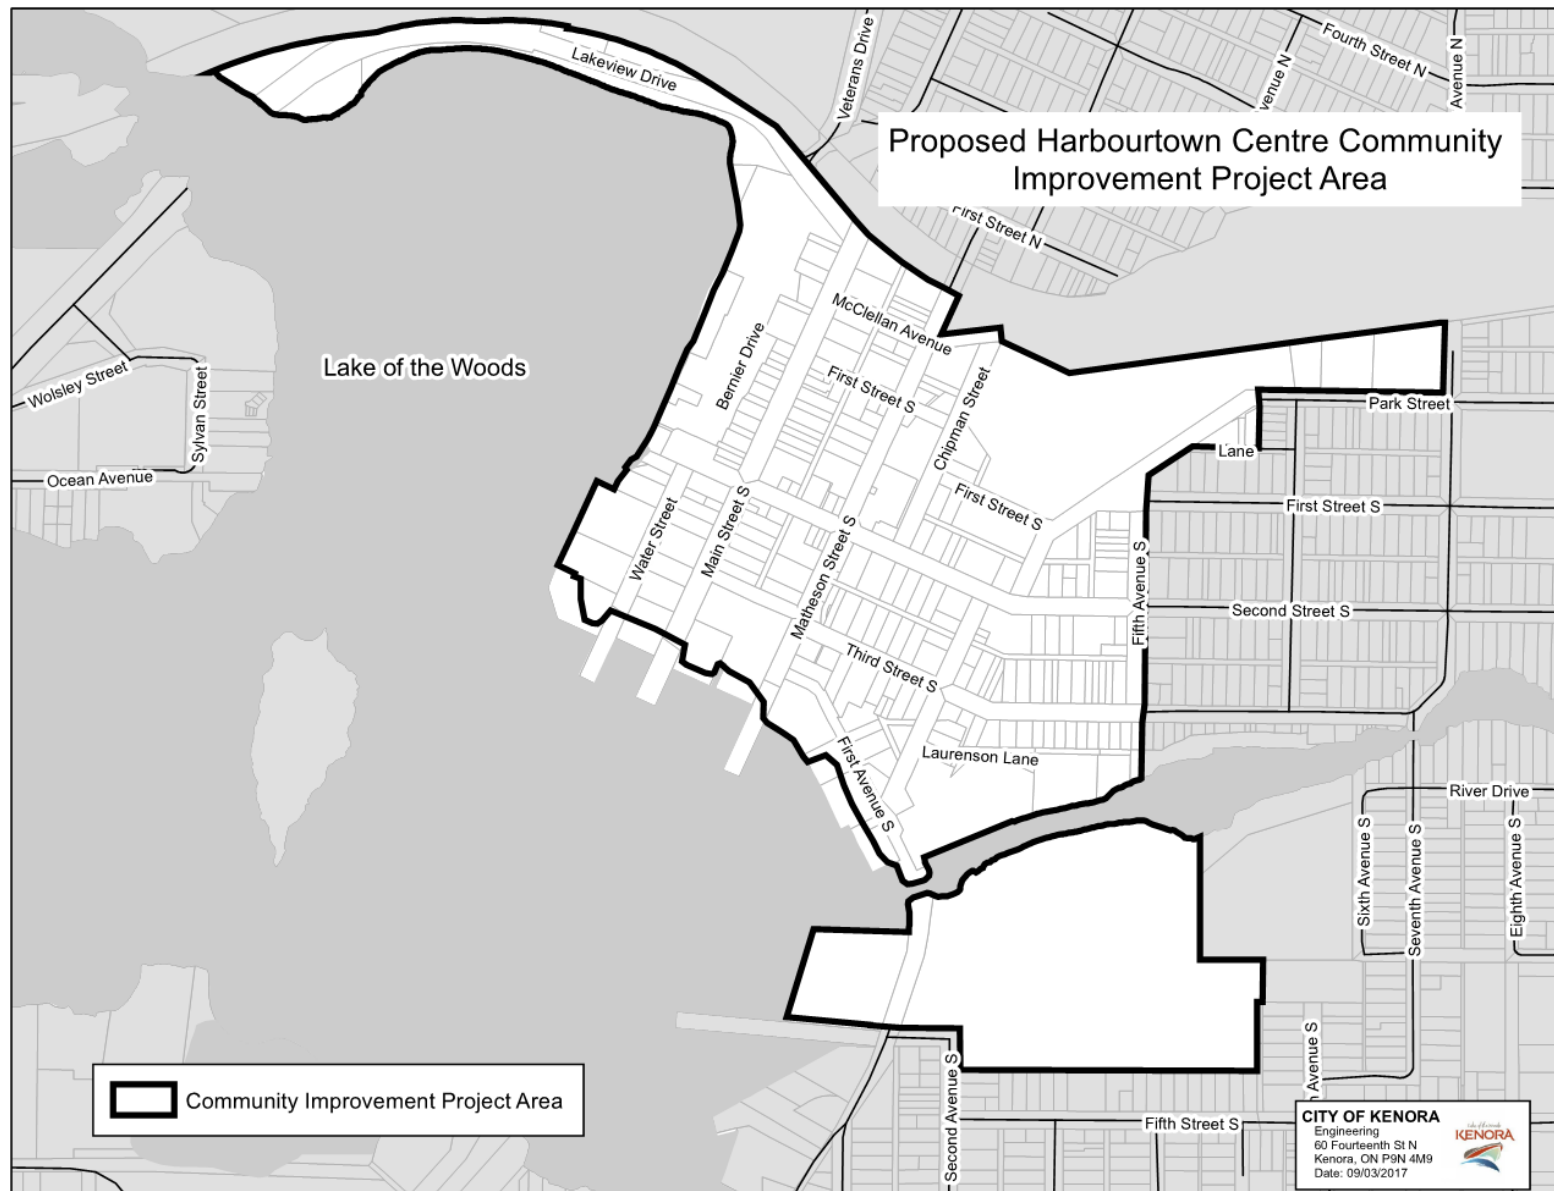 Fourth Street N
Avenue N
venue N
Veterans Drive
Lakeview Drive
Proposed Harbourtown Centre Community
Improvement Project Area
First Street N
McClellan Avenue
Bernier Drive
Lake of the Woods
First Street S
Chipman Street
Wolsley Street
Sylvan Street
Park Street
Lane
Ocean Avenue
First Street S
First Street S
Water Street
Main Street S
Matheson Street S
Fifth Avenue S
Second Street S
Third Street S
Laurenson Lane
First Avenue S
River Drive
Sixth Avenue S
Seventh Avenue S
Eighth Avenue S
Avenue S
Second Avenue S
Fifth Street S
Community Improvement Project Area
CITY OF KENORA
Engineering
60 Fourteenth St N
Kenora, ON P9N 4M9
Date: 09/03/2017
KENORA